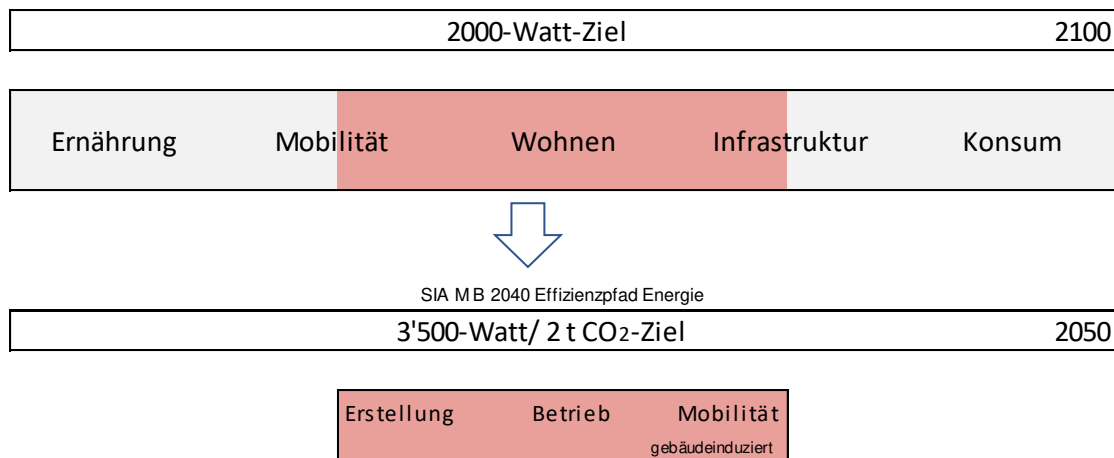 2000-Watt-Ziel 2100
Ernährung Mobilität Wohnen Infrastruktur Konsum
SIA MB 2040 Effizienzpfad Energie
3'500-Watt/ 2 t CO2-Ziel 2050
Erstellung Betrieb Mobilität
gebäudeinduziert